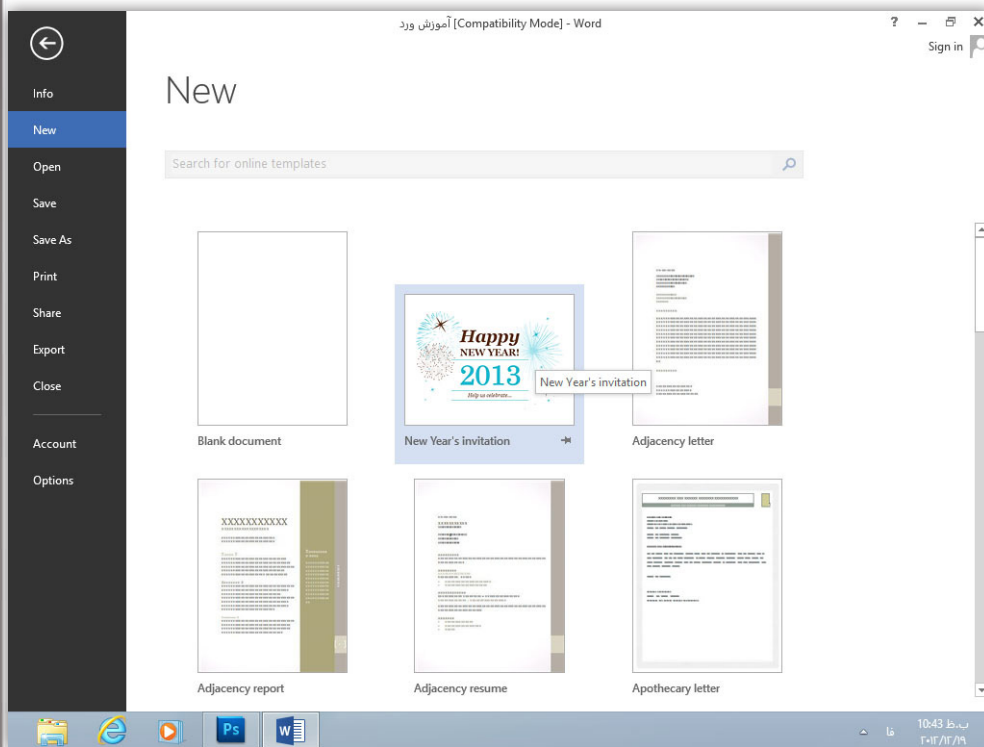 آموزش ورد [Compatibility Mode] - Word
?
Sign in
Info
New
Open
Save
Save As
Print
Share
Export
Close
Account
Options
New
Search for online templates
Happy
NEW YEAR!
2013
Help us celebrate...
New Year's invitation
Blank document
New Year's invitation
Adjacency letter
XXXXXXXXXXX
Adjacency report
Adjacency resume
Apothecary letter
Ps
W
فا
10:43 ب.ظ
۲۰۱۲/۱۲/۱۹